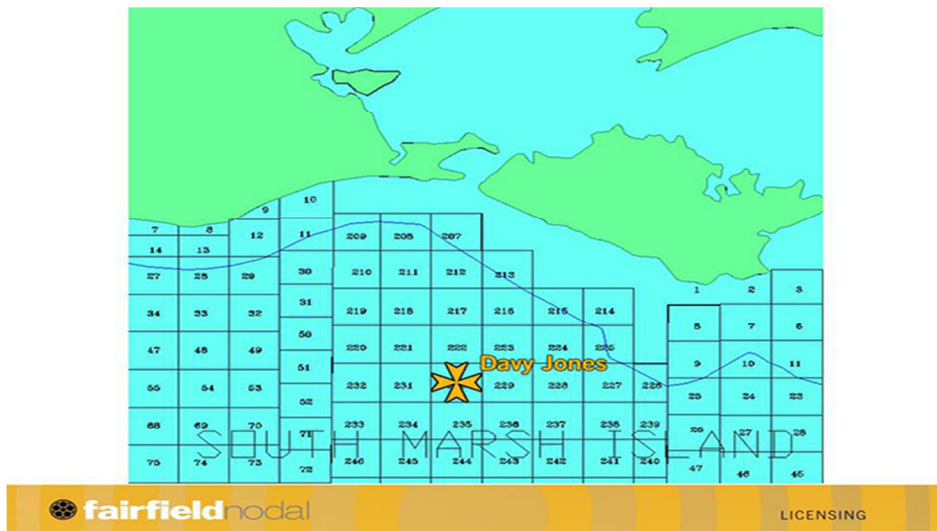 9 10
7 8 12 11 209 208 207
14 13
27 28 29 30 210 211 212 213
1 2 3
34 33 32 31 219 218 217 216 215 214
5 7 6
47 48 49 50 220 221 222 223 224 225
9 10 11
51 Davy Jones
55 54 53 52 232 231 229 228 227 226
25 24 23
68 69 70 71 233 234 235 236 237 238 239
26 27 28
SOUTH MARSH ISLAND
75 74 73 72 246 245 244 243 242 241 240
47 46 45
fairfieldnodal LICENSING